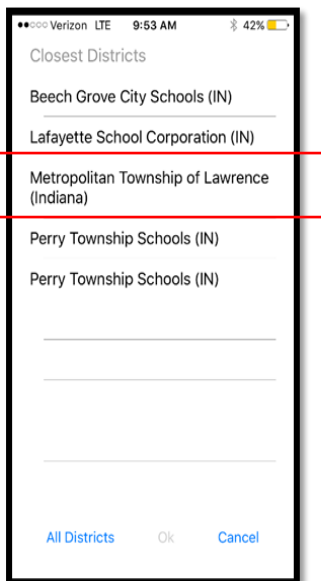 Verizon LTE 9:53 AM 42%
Closest Districts
Beech Grove City Schools (IN)
Lafayette School Corporation (IN)
Metropolitan Township of Lawrence
(Indiana)
Perry Township Schools (IN)
Perry Township Schools (IN)
All Districts Ok Cancel